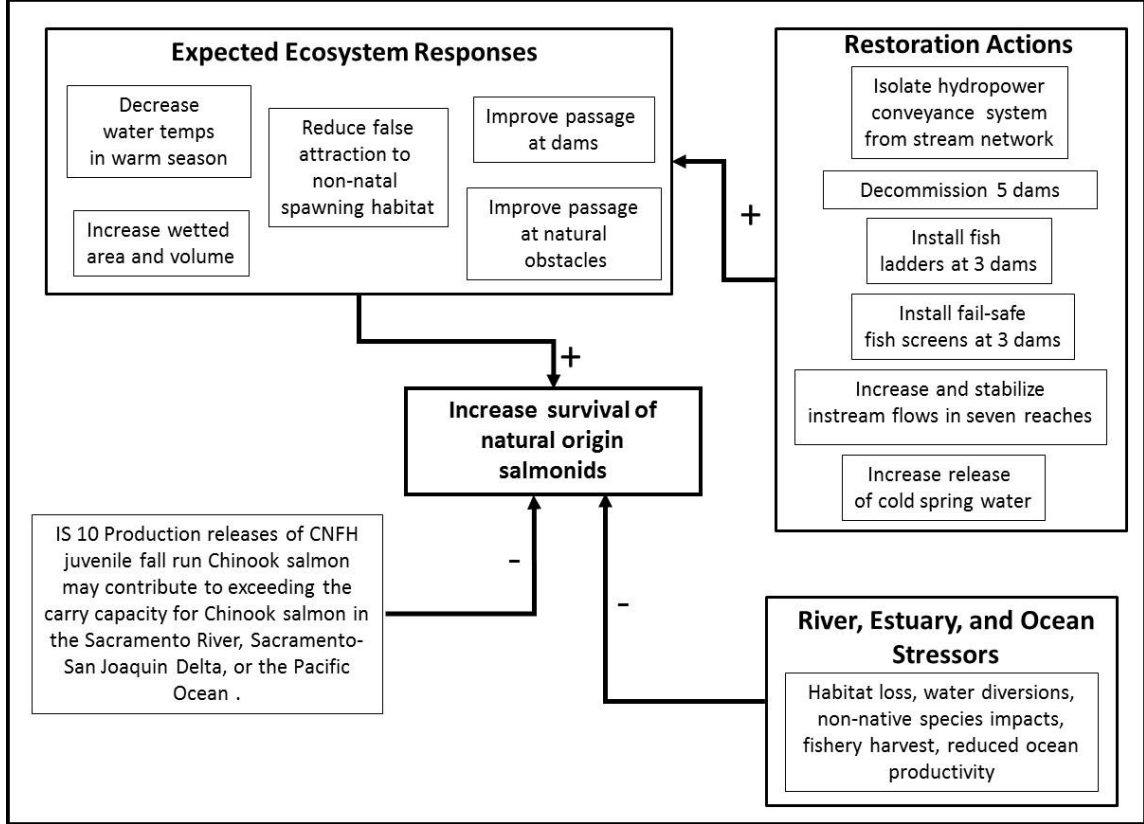 Expected Ecosystem Responses
Decrease
water temps
in warm season
Reduce false
attraction to
non-natal
spawning habitat
Improve passage
at dams
Increase wetted
area and volume
Improve passage
at natural
obstacles
+
Restoration Actions
Isolate hydropower
conveyance system
from stream network
Decommission 5 dams
Install fish
ladders at 3 dams
Install fail-safe
fish screens at 3 dams
Increase and stabilize
instream flows in seven reaches
Increase release
of cold spring water
+
Increase survival of
natural origin
salmonids
IS 10 Production releases of CNFH
juvenile fall run Chinook salmon
may contribute to exceeding the
carry capacity for Chinook salmon in
the Sacramento River, Sacramento-
San Joaquin Delta, or the Pacific
Ocean .
-
-
River, Estuary, and Ocean
Stressors
Habitat loss, water diversions,
non-native species impacts,
fishery harvest, reduced ocean
productivity